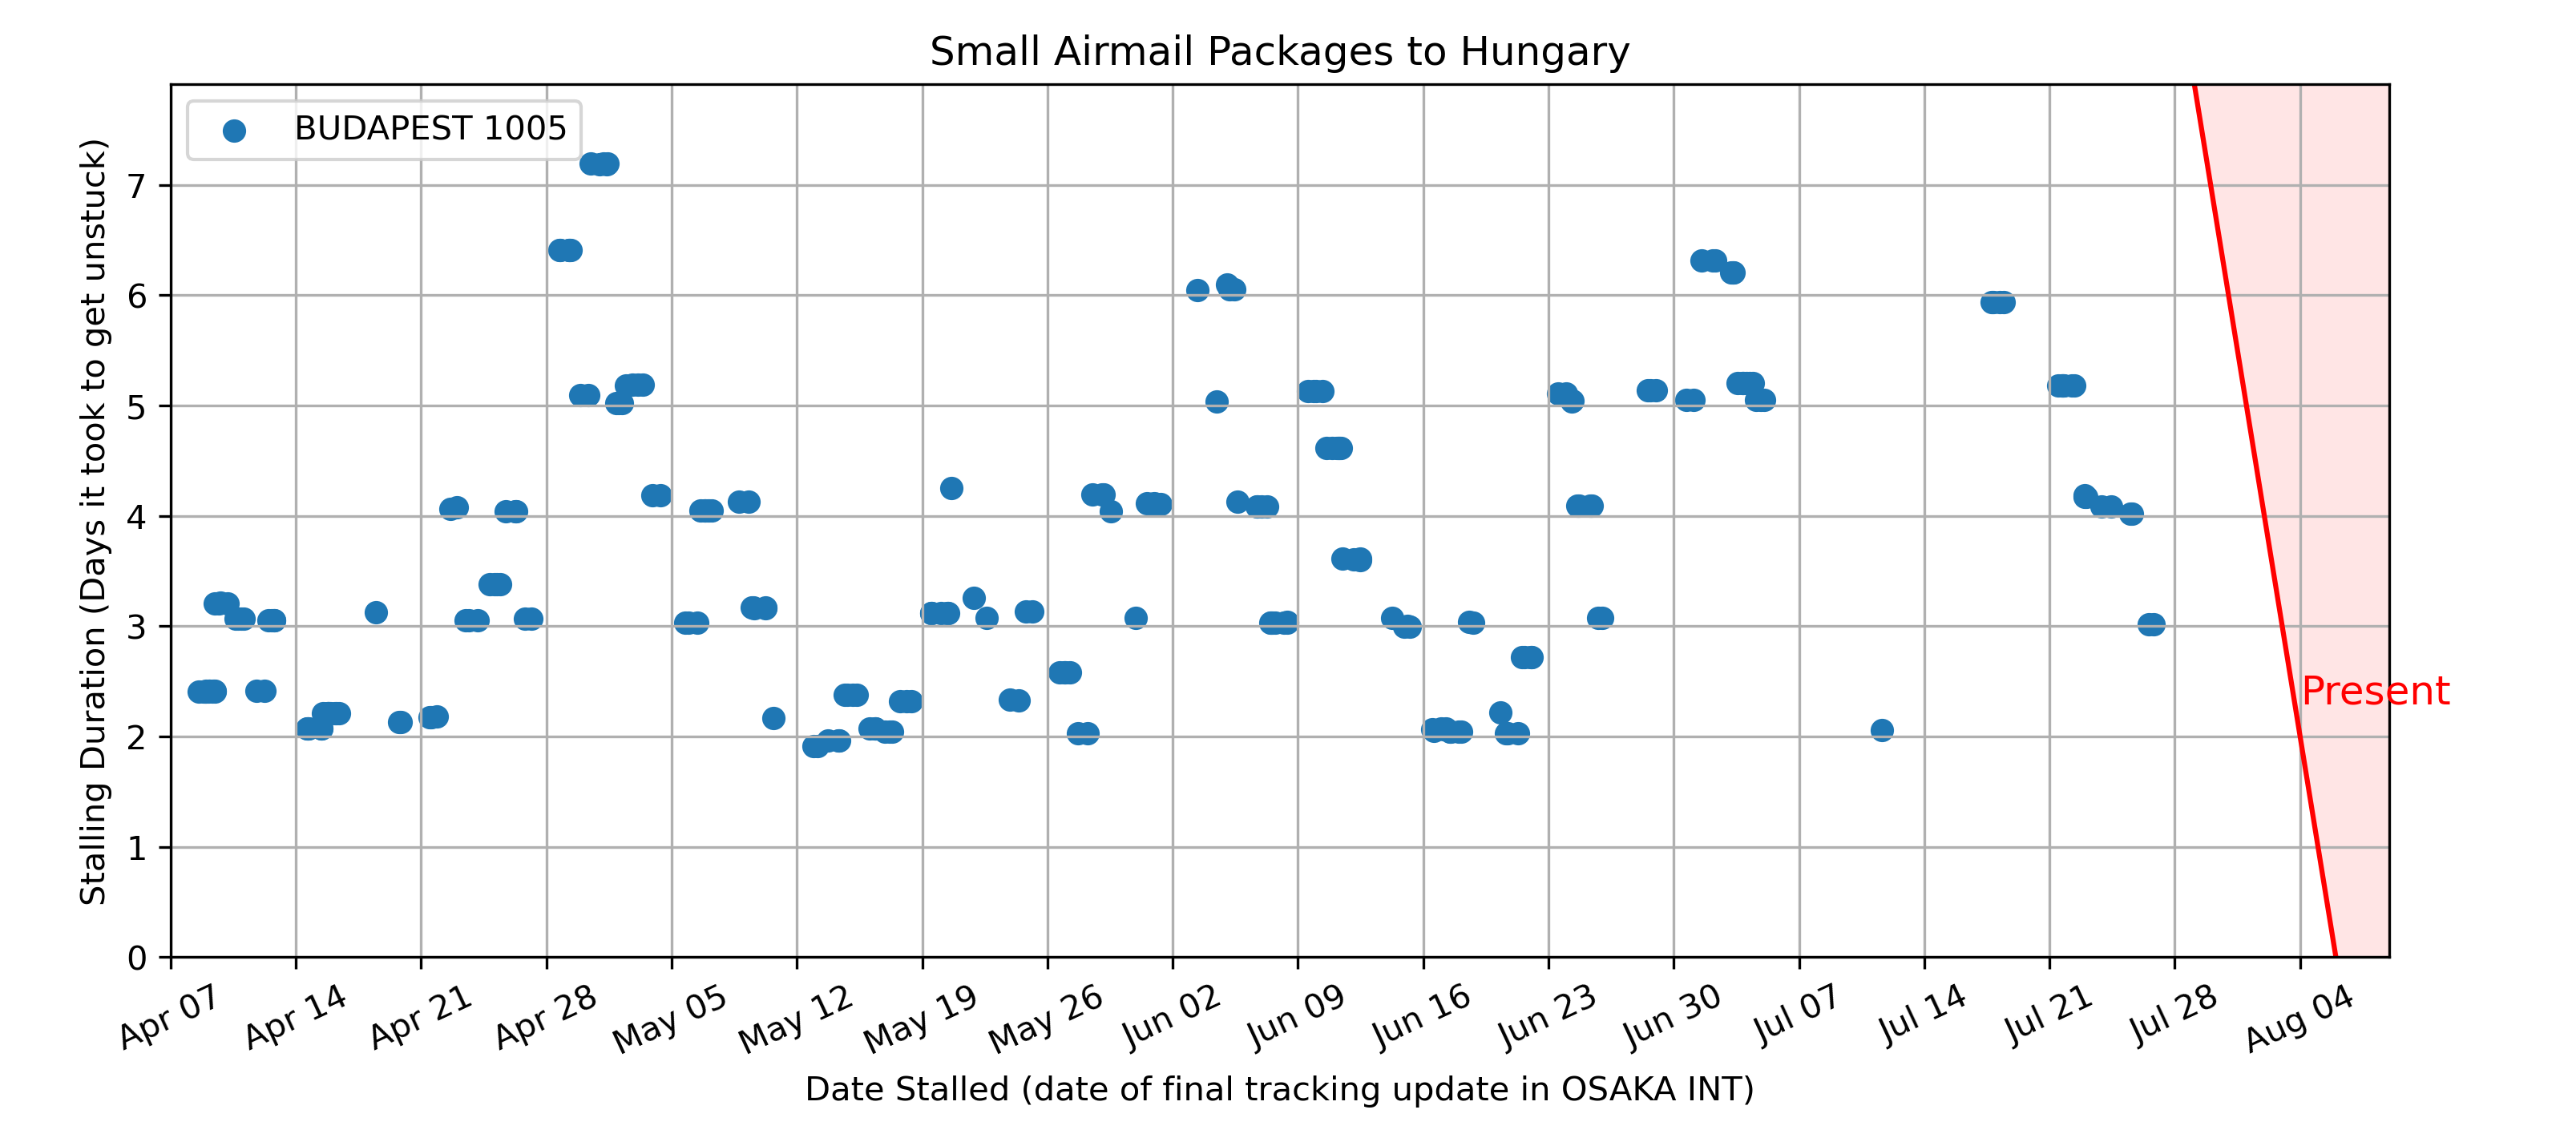 Small Airmail Packages to Hungary
BUDAPEST 1005
Stalling Duration (Days it took to get unstuck)
7
6
5
4
3
2
1
0
Present
Apr 07
Apr 14
Apr 21
Apr 28
May 05
May 12
May 19
May 26
Jun 02
Jun 09
Jun 16
Jun 23
Jun 30
Jul 07
Jul 14
Jul 21
Jul 28
Aug 04
Date Stalled (date of final tracking update in OSAKA INT)